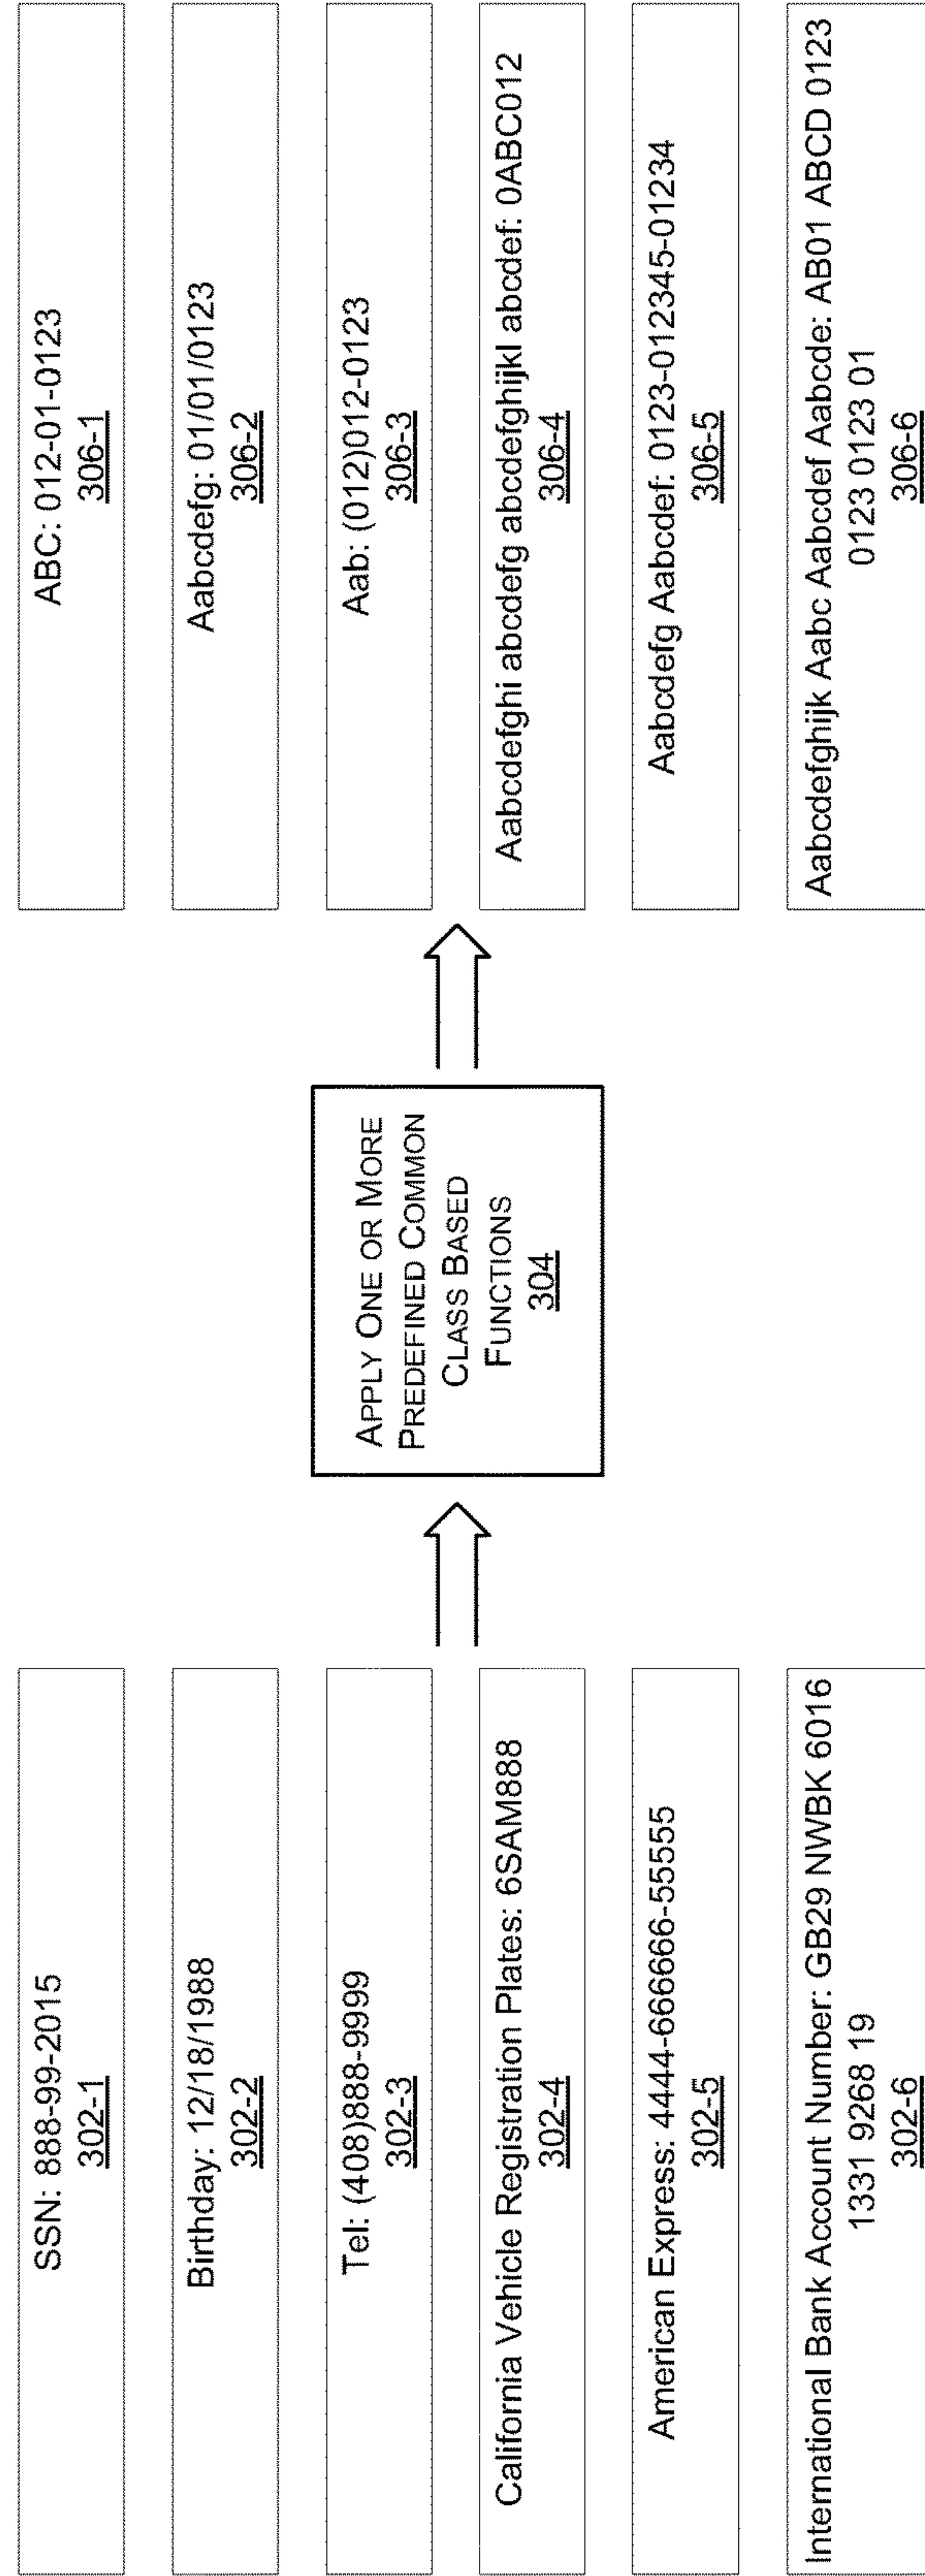 SSN: 888-99-2015
302-1
Birthday: 12/18/1988
302-2
Tel: (408)888-9999
302-3
California Vehicle Registration Plates: 6SAM888
302-4
American Express: 4444-666666-55555
302-5
International Bank Account Number: GB29 NWBK 6016
1331 9268 19
302-6
APPLY ONE OR MORE
PREDEFINED COMMON
CLASS BASED
FUNCTIONS
304
ABC: 012-01-0123
306-1
Aabcdefg: 01/01/0123
306-2
Aab: (012)012-0123
306-3
Aabcdefghi abcdefg abcdefghijkl abcdef: 0ABC012
306-4
Aabcdefg Aabcdef: 0123-012345-01234
306-5
Aabcdefghijk Aabc Aabcdef Aabcde: AB01 ABCD 0123
0123 0123 01
306-6